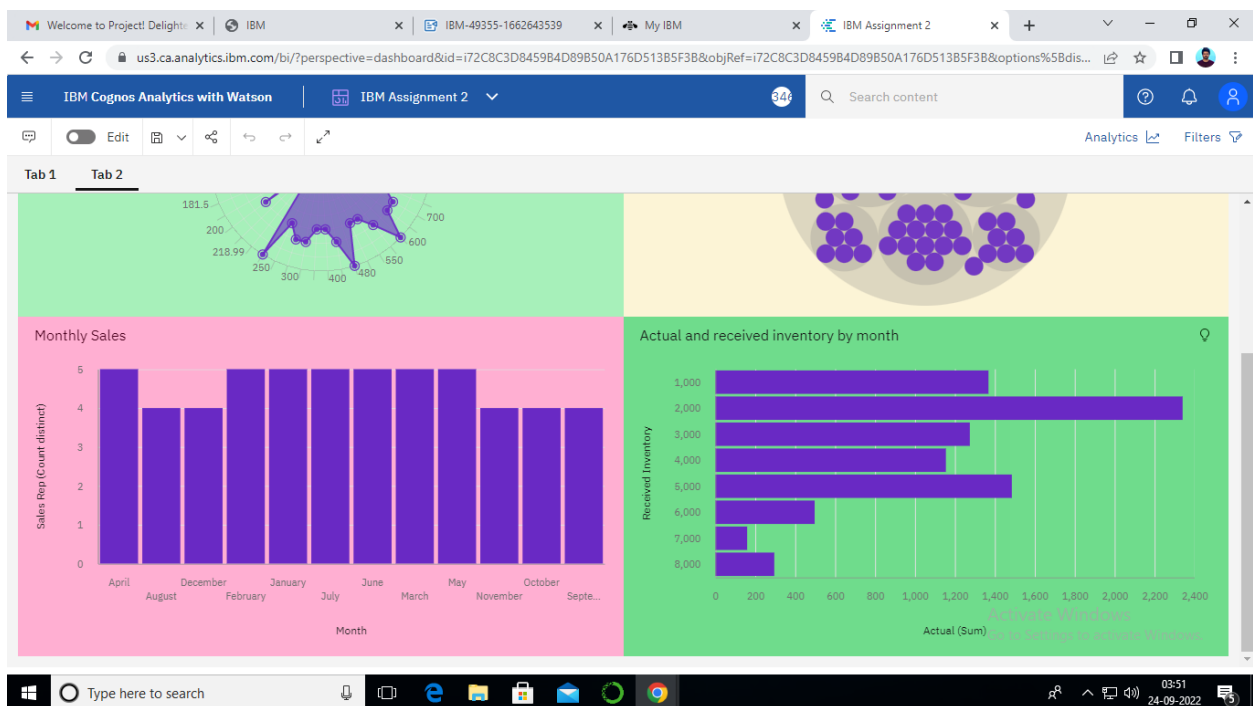 Welcome to Project! Delighte
IBM
IBM-49355-1662643539
My IBM
IBM Assignment 2
us3.ca.analytics.ibm.com/bi/?perspective=dashboard&id=i72C8C3D8459B4D89B50A176D513B5F3B&objRef=i72C8C3D8459B4D89B50A176D513B5F3B&options%5Bdis...
IBM Cognos Analytics with Watson
IBM Assignment 2
346
Search content
Edit
Analytics
Filters
Tab 1
Tab 2
181.5
200
218.99
250
300
400
480
550
600
700
Monthly Sales
Sales Rep (Count distinct)
5
4
3
2
1
0
April
August
December
February
January
July
June
March
May
November
October
Septe...
Month
Actual and received inventory by month
Received Inventory
1,000
2,000
3,000
4,000
5,000
6,000
7,000
8,000
0 200 400 600 800 1,000 1,200 1,400 1,600 1,800 2,000 2,200 2,400
Actual (Sum)
Activate Windows
Go to Settings to activate Windows.
Type here to search
03:51
24-09-2022
5